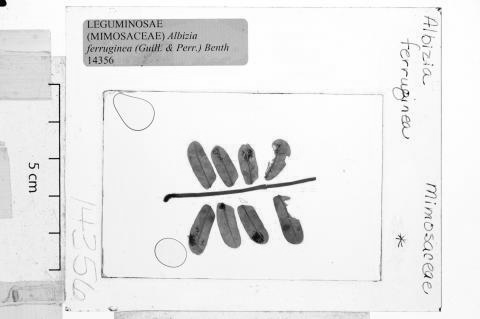 LEGUMINOSAE
(MIMOSACEAE) Albizia
ferruginea (Guill. & Perr.) Benth
14356
Albizia
ferruginea
Mimosaceae
*
5 cm
14356